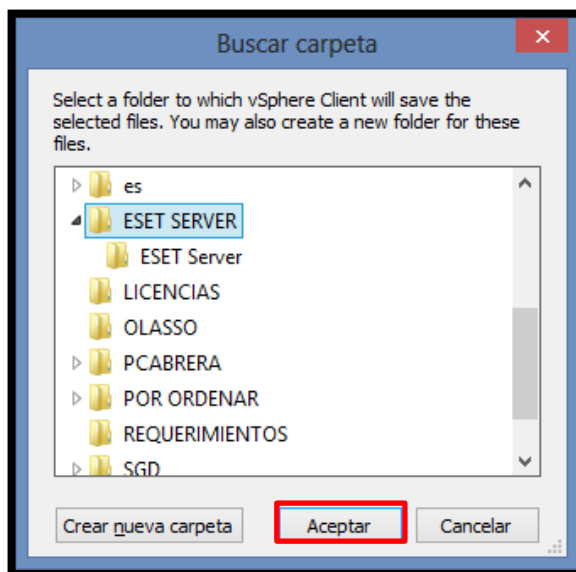 Buscar carpeta
Select a folder to which vSphere Client will save the
selected files. You may also create a new folder for these
files.
es
ESET SERVER
ESET Server
LICENCIAS
OLASSO
PCABRERA
POR ORDENAR
REQUERIMIENTOS
SGD
Crear nueva carpeta
Aceptar
Cancelar